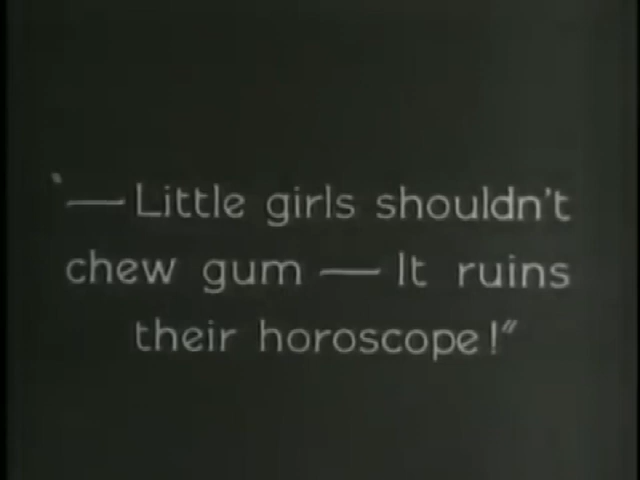 "—Little girls shouldn't
chew gum — It ruins
their horoscope!"